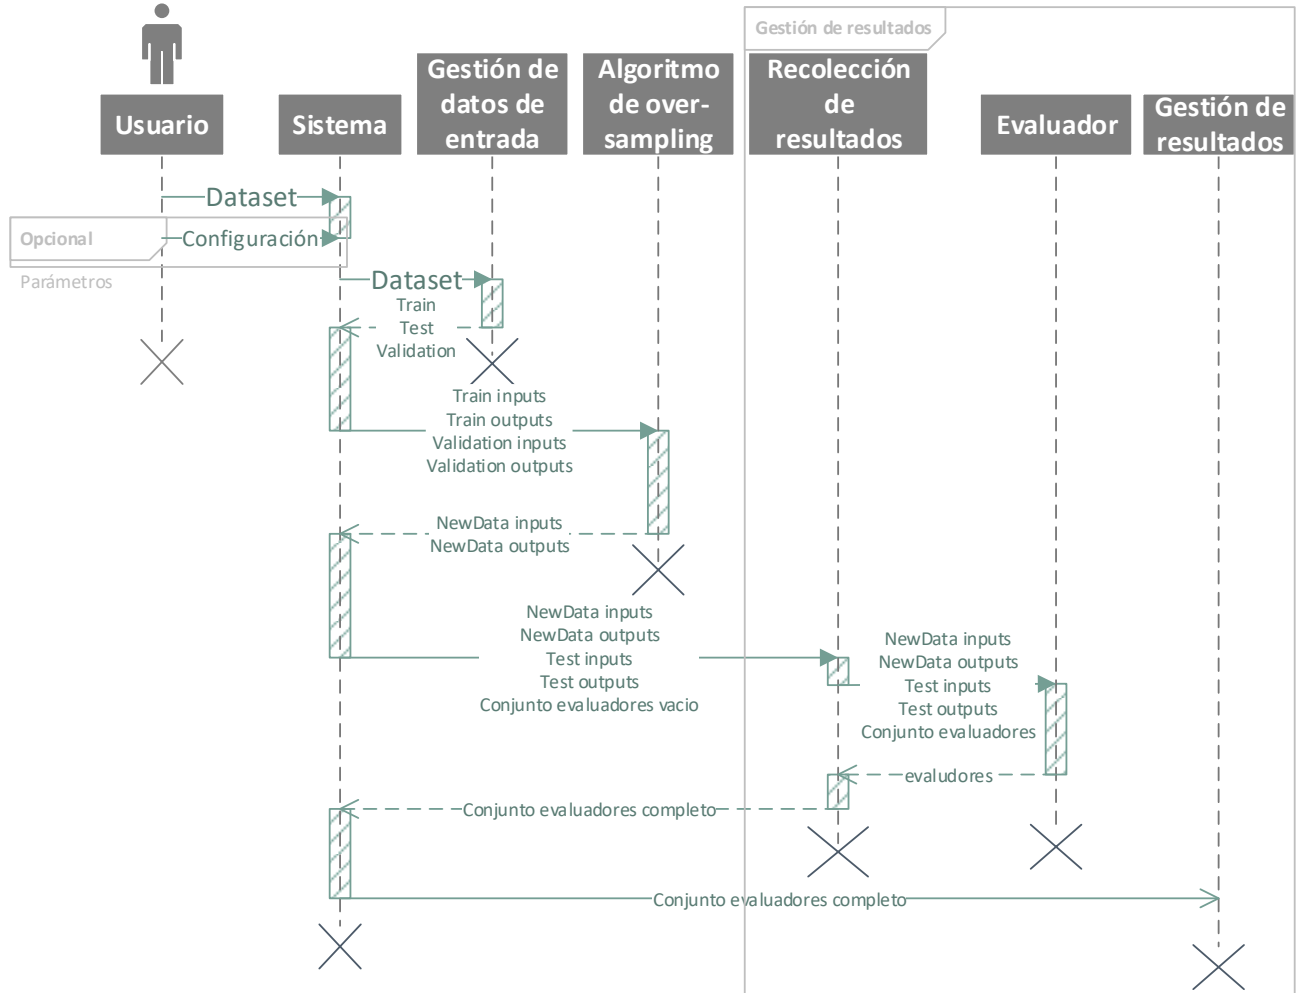 Gestión de resultados
Usuario
Sistema
Gestión de
datos de
entrada
Algoritmo
de over-
sampling
Recolección
de
resultados
Evaluador
Gestión de
resultados
Dataset
Opcional
Configuración
Parámetros
Dataset
Train
Test
Validation
Train inputs
Train outputs
Validation inputs
Validation outputs
NewData inputs
NewData outputs
NewData inputs
NewData outputs
Test inputs
Test outputs
Conjunto evaluadores vacio
NewData inputs
NewData outputs
Test inputs
Test outputs
Conjunto evaluadores
evaludores
Conjunto evaluadores completo
Conjunto evaluadores completo